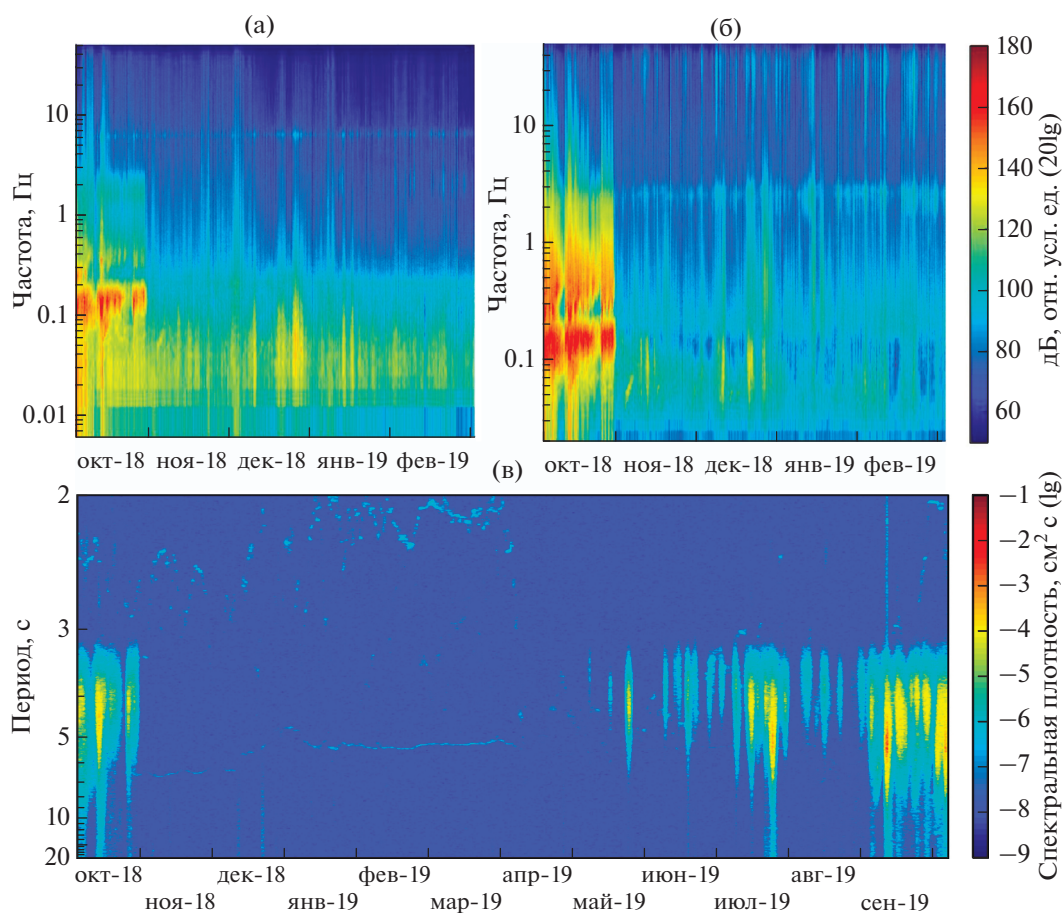 (а)
(б)
Частота, Гц
10
1
0.1
0.01
окт-18 ноя-18 дек-18 янв-19 фев-19
Частота, Гц
10
1
0.1
окт-18 ноя-18 дек-18 янв-19 фев-19
180
160
140
120
100
80
60
дБ, отн. усл. ед. (20lg)
(в)
Период, с
2
3
5
10
20
окт-18 дек-18 фев-19 апр-19 июн-19 авг-19
ноя-18 янв-19 мар-19 май-19 июл-19 сен-19
−1
−2
−3
−4
−5
−6
−7
−8
−9
Спектральная плотность, см² с (lg)